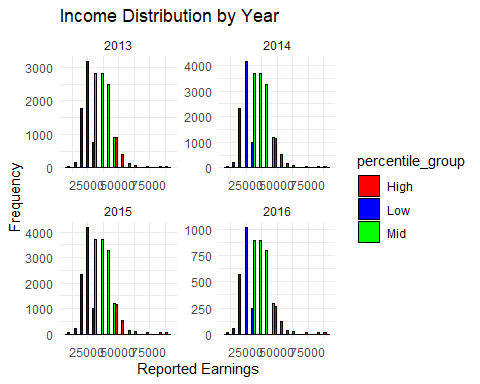 Income Distribution by Year
2013
2014
3000
2000
1000
0
4000
3000
2000
1000
0
25000 50000 75000
25000 50000 75000
2015
2016
4000
3000
2000
1000
0
1000
750
500
250
0
25000 50000 75000
25000 50000 75000
Frequency
Reported Earnings
percentile_group
High
Low
Mid